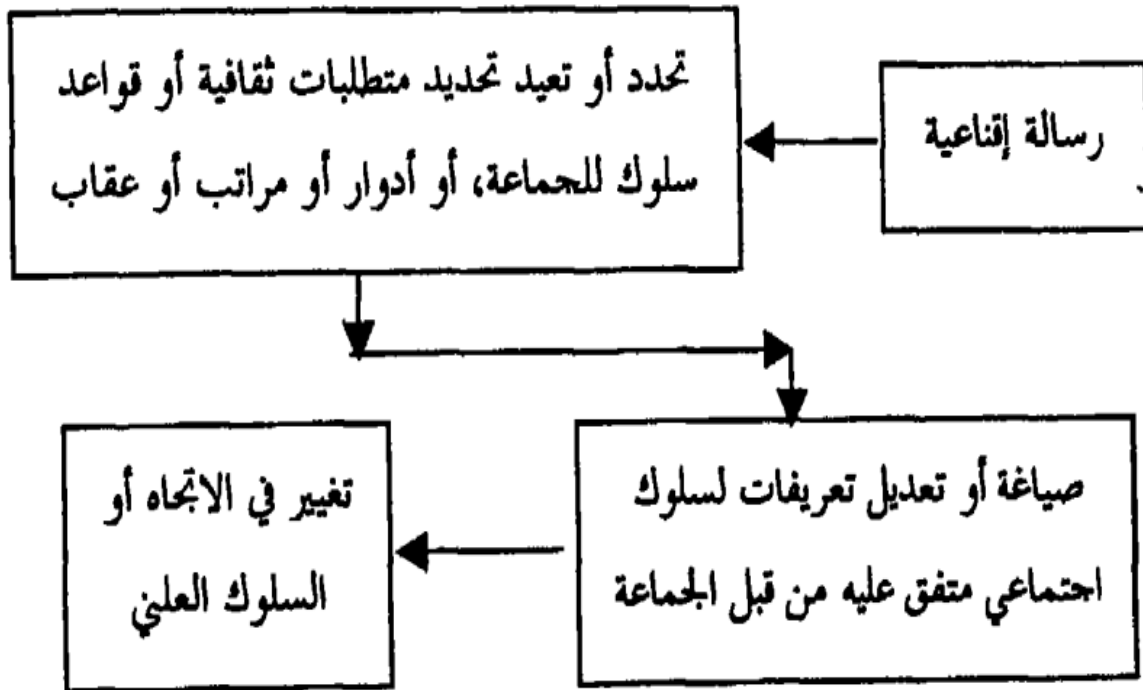 رسالة إقناعية
تحدد أو تعيد تحديد متطلبات ثقافية أو قواعد
سلوك للجماعة، أو أدوار أو مراتب أو عقاب
صياغة أو تعديل تعريفات لسلوك
اجتماعي متفق عليه من قبل الجماعة
تغيير في الاتجاه أو
السلوك العلني